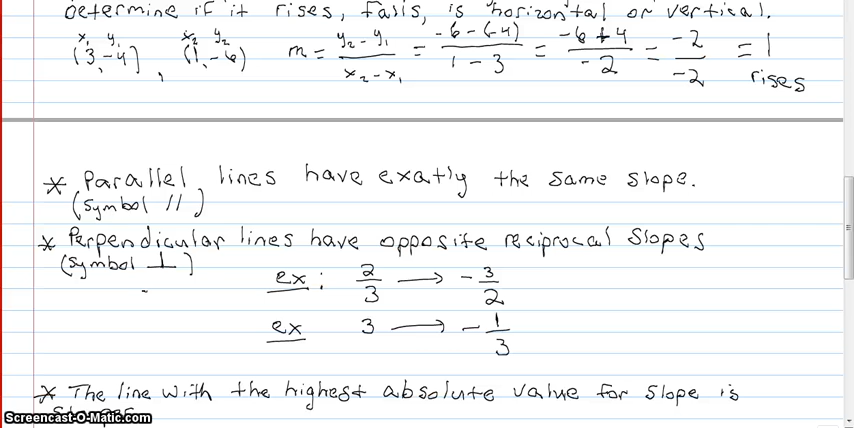 Determine if it rises, falls, is horizontal or vertical.
x₁ y₁ x₂ y₂
(3,-4), (1,-6) m = y₂-y₁/x₂-x₁ = -6-(-4)/1-3 = -6+4/-2 = -2/-2 = 1
rises
* Parallel lines have exatly the same slope.
(Symbol //)
* Perpendicular lines have opposite reciprocal slopes
(Symbol ⊥)
ex: 2/3 → -3/2
ex 3 → -1/3
* The line with the highest absolute value for slope is
Screencast-O-Matic.com